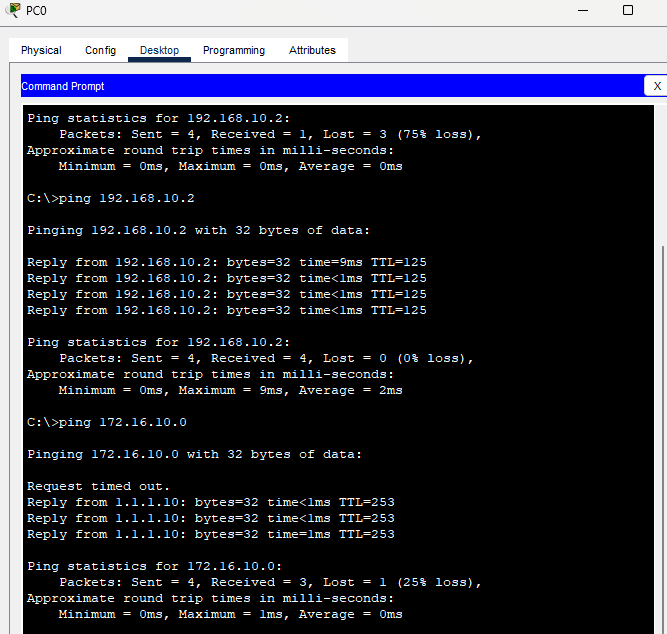 PC0
Physical Config Desktop Programming Attributes
Command Prompt X
Ping statistics for 192.168.10.2:
    Packets: Sent = 4, Received = 1, Lost = 3 (75% loss),
Approximate round trip times in milli-seconds:
    Minimum = 0ms, Maximum = 0ms, Average = 0ms
C:\>ping 192.168.10.2
Pinging 192.168.10.2 with 32 bytes of data:
Reply from 192.168.10.2: bytes=32 time=9ms TTL=125
Reply from 192.168.10.2: bytes=32 time<1ms TTL=125
Reply from 192.168.10.2: bytes=32 time<1ms TTL=125
Reply from 192.168.10.2: bytes=32 time<1ms TTL=125
Ping statistics for 192.168.10.2:
    Packets: Sent = 4, Received = 4, Lost = 0 (0% loss),
Approximate round trip times in milli-seconds:
    Minimum = 0ms, Maximum = 9ms, Average = 2ms
C:\>ping 172.16.10.0
Pinging 172.16.10.0 with 32 bytes of data:
Request timed out.
Reply from 1.1.1.10: bytes=32 time<1ms TTL=253
Reply from 1.1.1.10: bytes=32 time<1ms TTL=253
Reply from 1.1.1.10: bytes=32 time=1ms TTL=253
Ping statistics for 172.16.10.0:
    Packets: Sent = 4, Received = 3, Lost = 1 (25% loss),
Approximate round trip times in milli-seconds:
    Minimum = 0ms, Maximum = 1ms, Average = 0ms